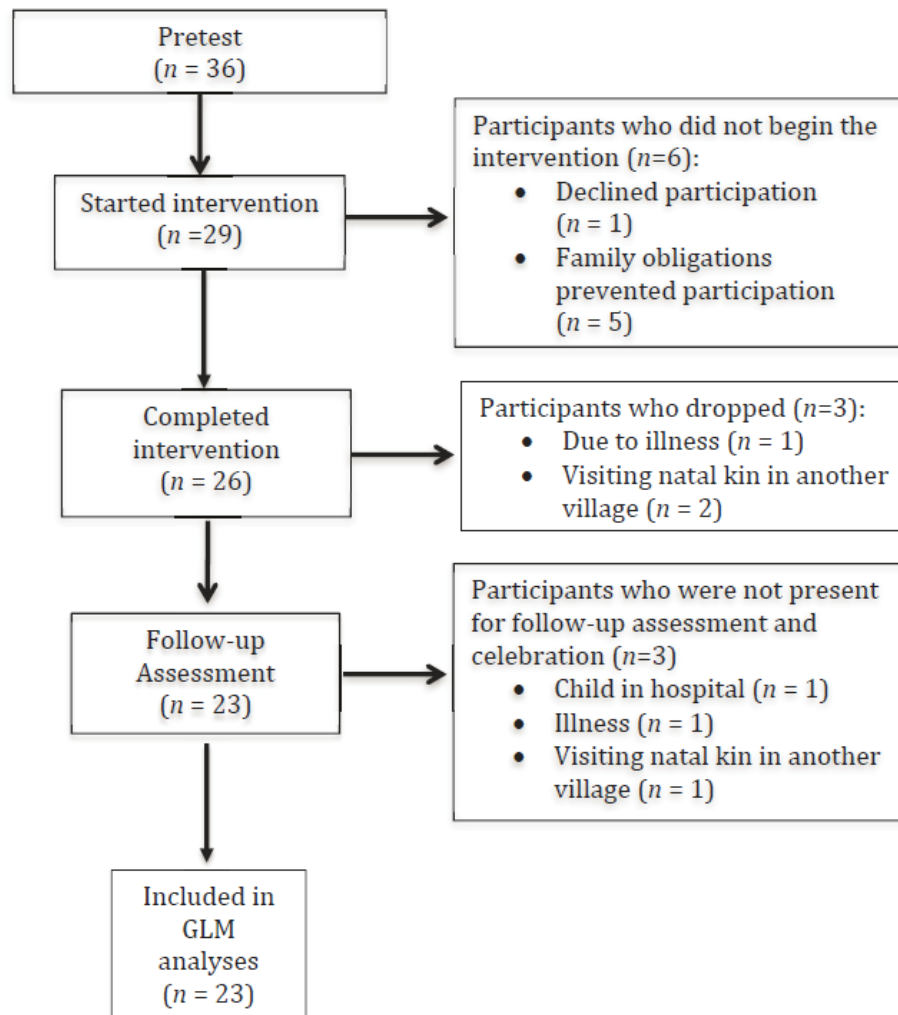 Pretest
(n = 36)
Participants who did not begin the
intervention (n=6):
• Declined participation
(n = 1)
• Family obligations
prevented participation
(n = 5)
Started intervention
(n =29)
Completed
intervention
(n = 26)
Participants who dropped (n=3):
• Due to illness (n = 1)
• Visiting natal kin in another
village (n = 2)
Participants who were not present
for follow-up assessment and
celebration (n=3)
• Child in hospital (n = 1)
• Illness (n = 1)
• Visiting natal kin in another
village (n = 1)
Follow-up
Assessment
(n = 23)
Included in
GLM
analyses
(n = 23)